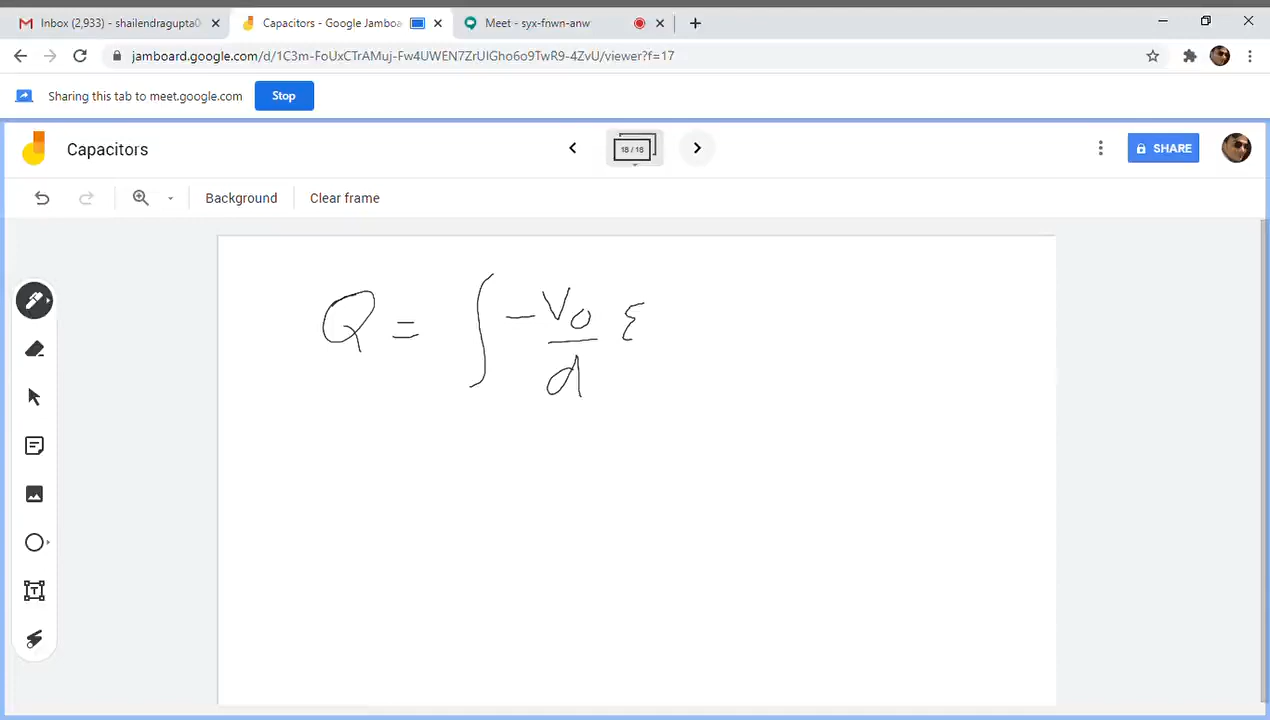 Inbox (2,933) - shailendragupta0
Capacitors - Google Jamboa
Meet - syx-fnwn-anw
jamboard.google.com/d/1C3m-FoUxCTrAMuj-Fw4UWEN7ZrUIGho6o9TwR9-4ZvU/viewer?f=17
Sharing this tab to meet.google.com Stop
Capacitors
18 / 18
SHARE
Background Clear frame
Q = ∫ -V₀/d ε